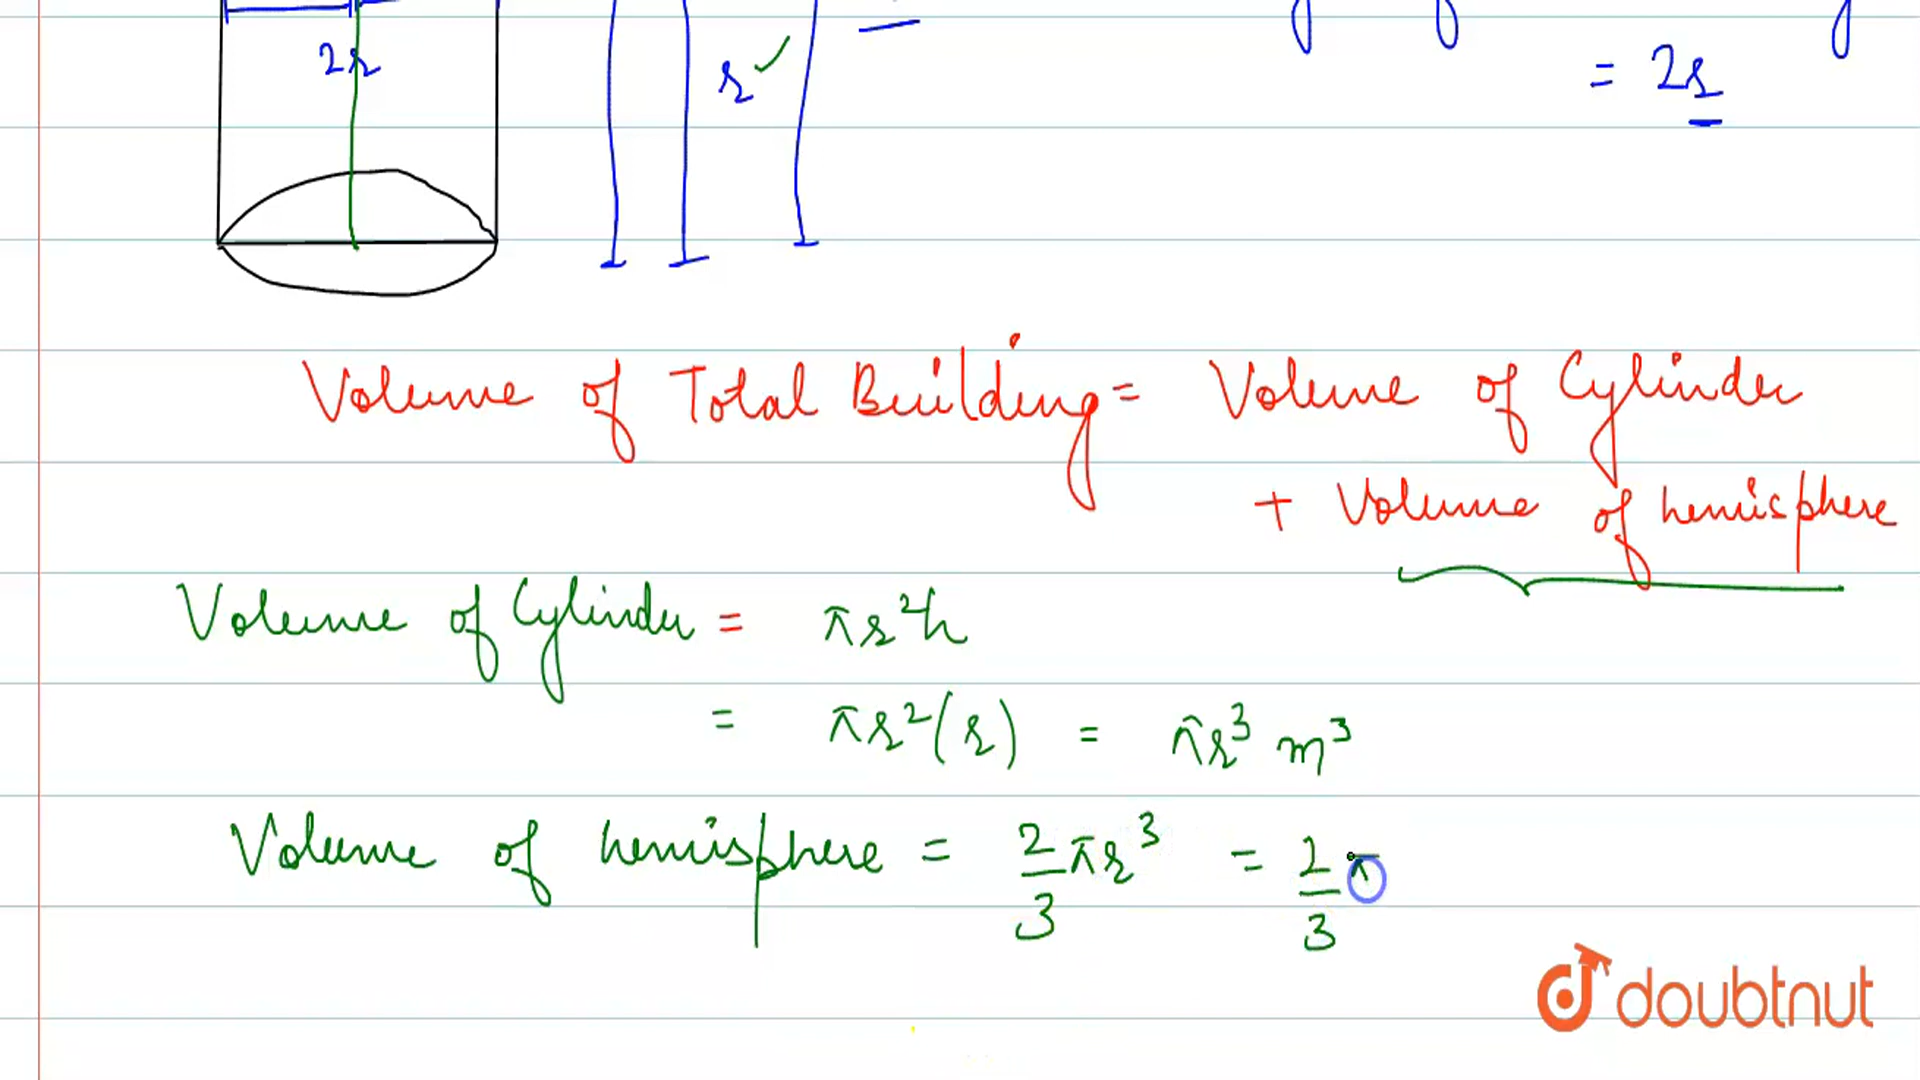 2r
r
= 2r
Volume of Total Building = Volume of Cylinder
+ Volume of hemisphere
Volume of Cylinder = πr²h
= πr²(r) = πr³ m³
Volume of hemisphere = 2/3 πr³ = 2/3 π
doubtnut